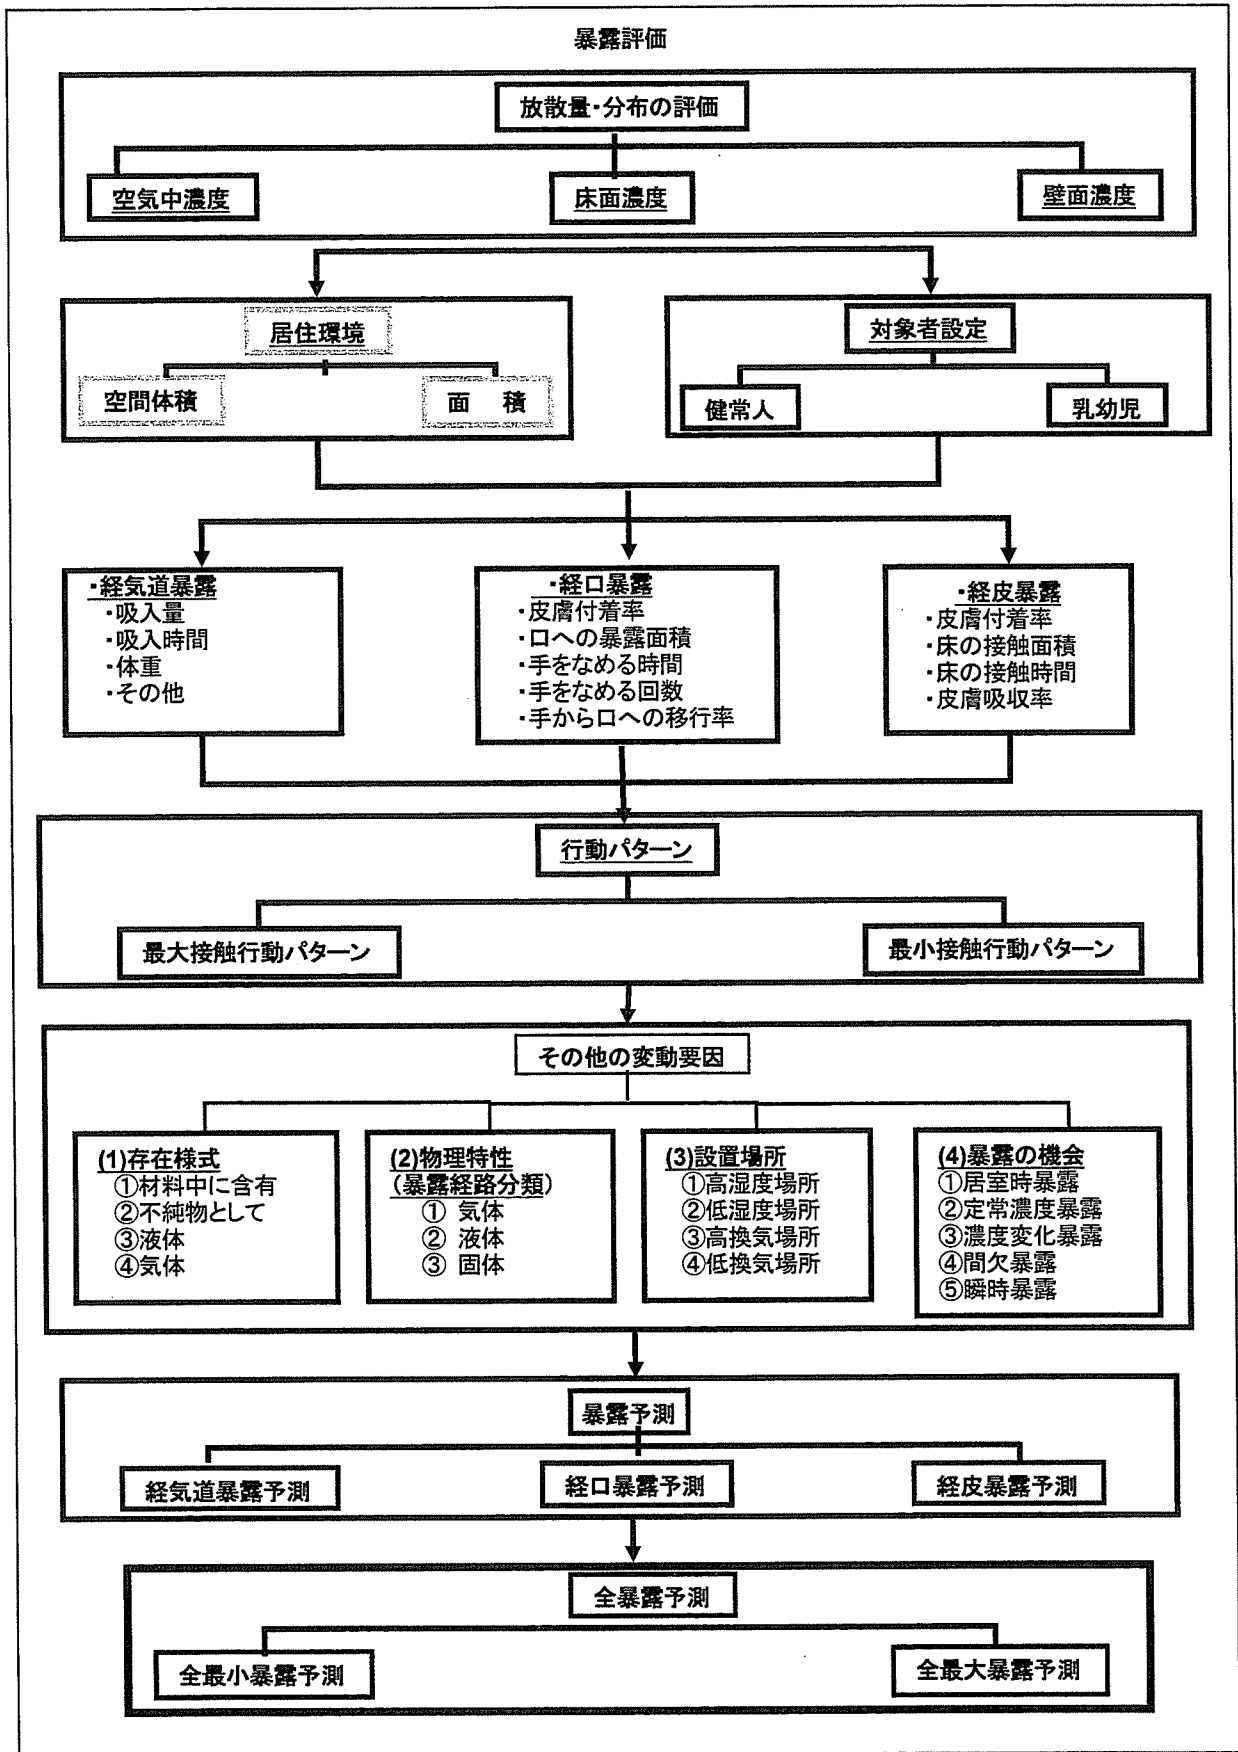 暴露評価
放散量・分布の評価
空気中濃度
床面濃度
壁面濃度
居住環境
空間体積
面　積
対象者設定
健常人
乳幼児
・経気道暴露
・吸入量
・吸入時間
・体重
・その他
・経口暴露
・皮膚付着率
・口への暴露面積
・手をなめる時間
・手をなめる回数
・手から口への移行率
・経皮暴露
・皮膚付着率
・床の接触面積
・床の接触時間
・皮膚吸収率
行動パターン
最大接触行動パターン
最小接触行動パターン
その他の変動要因
(1)存在様式
①材料中に含有
②不純物として
③液体
④気体
(2)物理特性
(暴露経路分類)
① 気体
② 液体
③ 固体
(3)設置場所
①高湿度場所
②低湿度場所
③高換気場所
④低換気場所
(4)暴露の機会
①居室時暴露
②定常濃度暴露
③濃度変化暴露
④間欠暴露
⑤瞬時暴露
暴露予測
経気道暴露予測
経口暴露予測
経皮暴露予測
全暴露予測
全最小暴露予測
全最大暴露予測